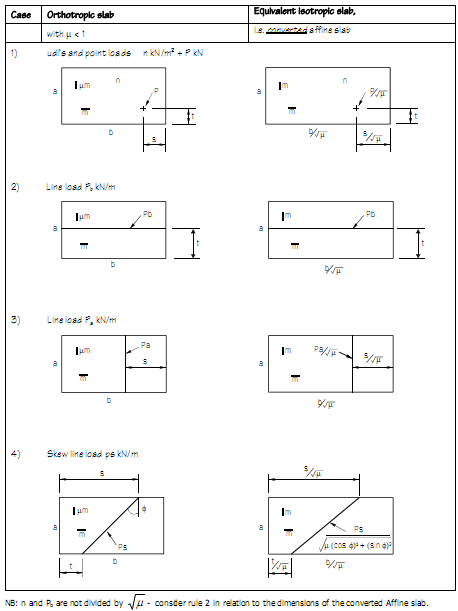 Case Orthotropic slab Equivalent isotropic slab,
with μ < 1 i.e. converted affine slab
1) udl's and point loads n kN/m² + P kN
n n
μm P m P/√μ
a m t a m t
s s/√μ
b b/√μ
2) Line load Pb kN/m
μm Pb m Pb
a m t a m t
b b/√μ
3) Line load Pa kN/m
μm Pa m Pa/√μ s/√μ
a m s a m
b b/√μ
4) Skew line load ps kN/m
s s/√μ
μm ϕ m
a m a m Ps
Ps √μ (cos ϕ)² + (sin ϕ)²
t b t/√μ b/√μ
NB: n and Pb are not divided by √μ - consider rule 2 in relation to the dimensions of the converted Affine slab.